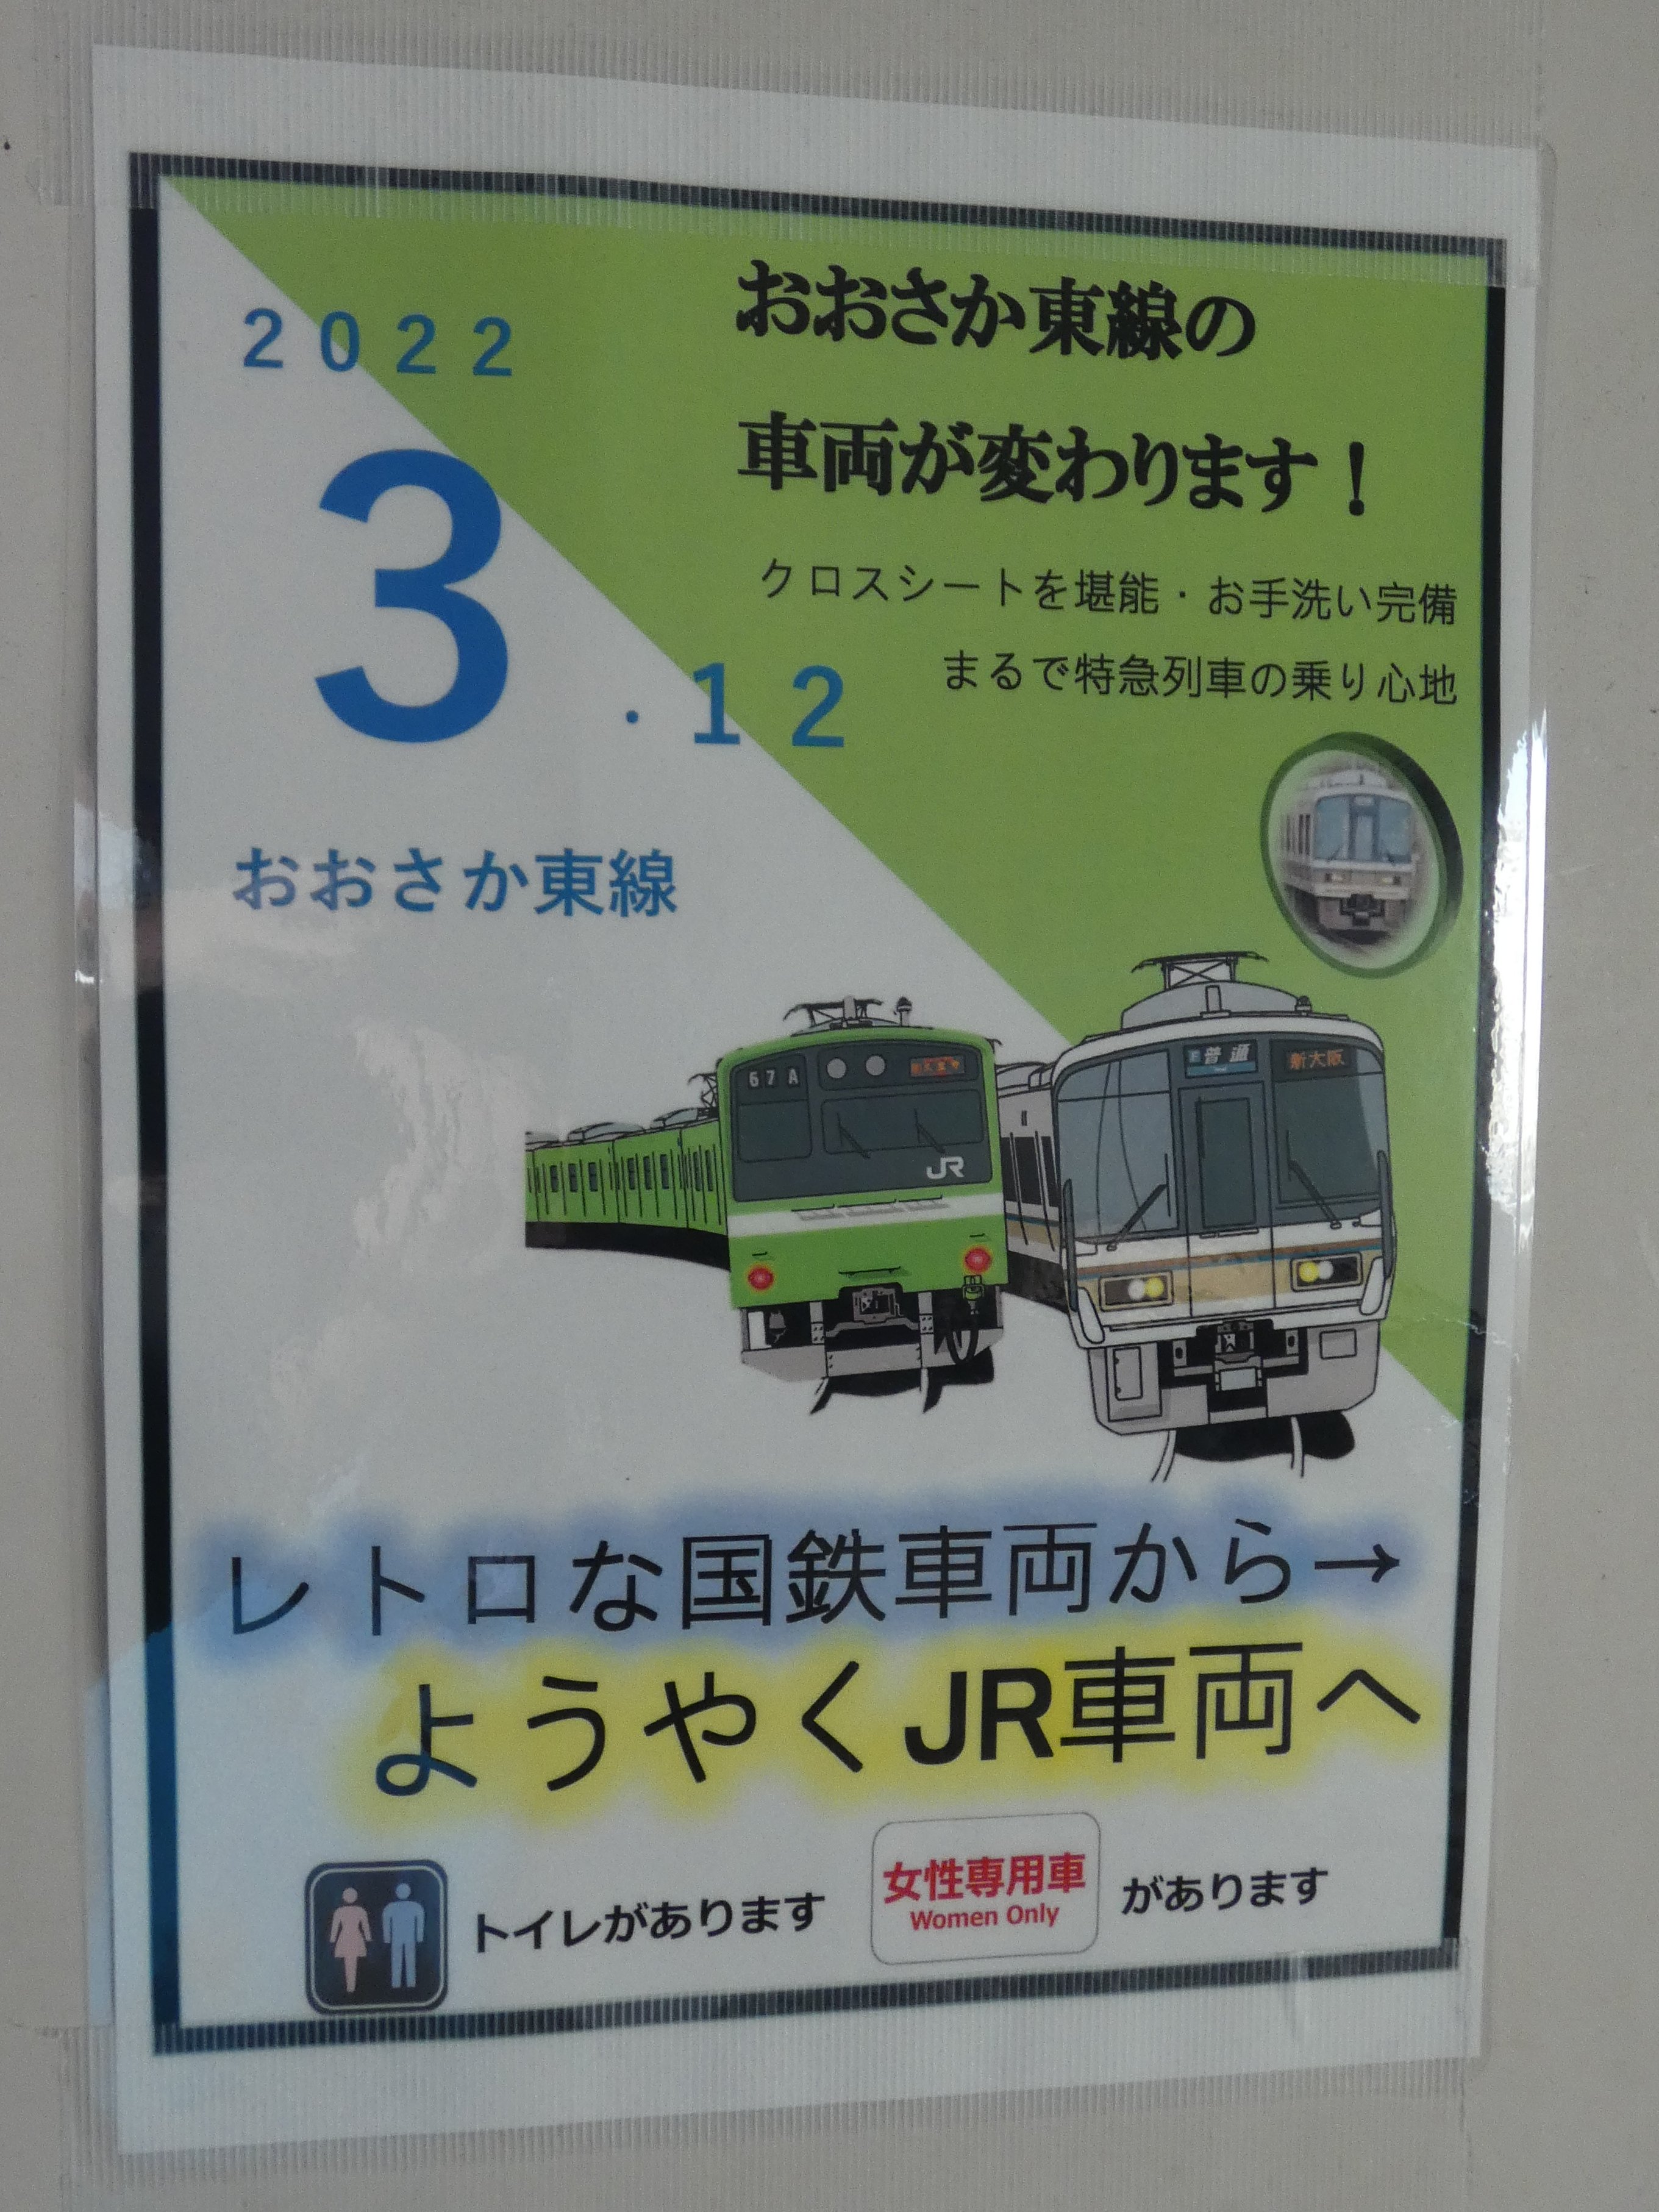 ２０２２
3
．１２
おおさか東線の
車両が変わります！
クロスシートを堪能・お手洗い完備
まるで特急列車の乗り心地
おおさか東線
67A
JR
F 普通
新大阪
レトロな国鉄車両から→
ようやくJR車両へ
トイレがあります
女性専用車
Women Only
があります